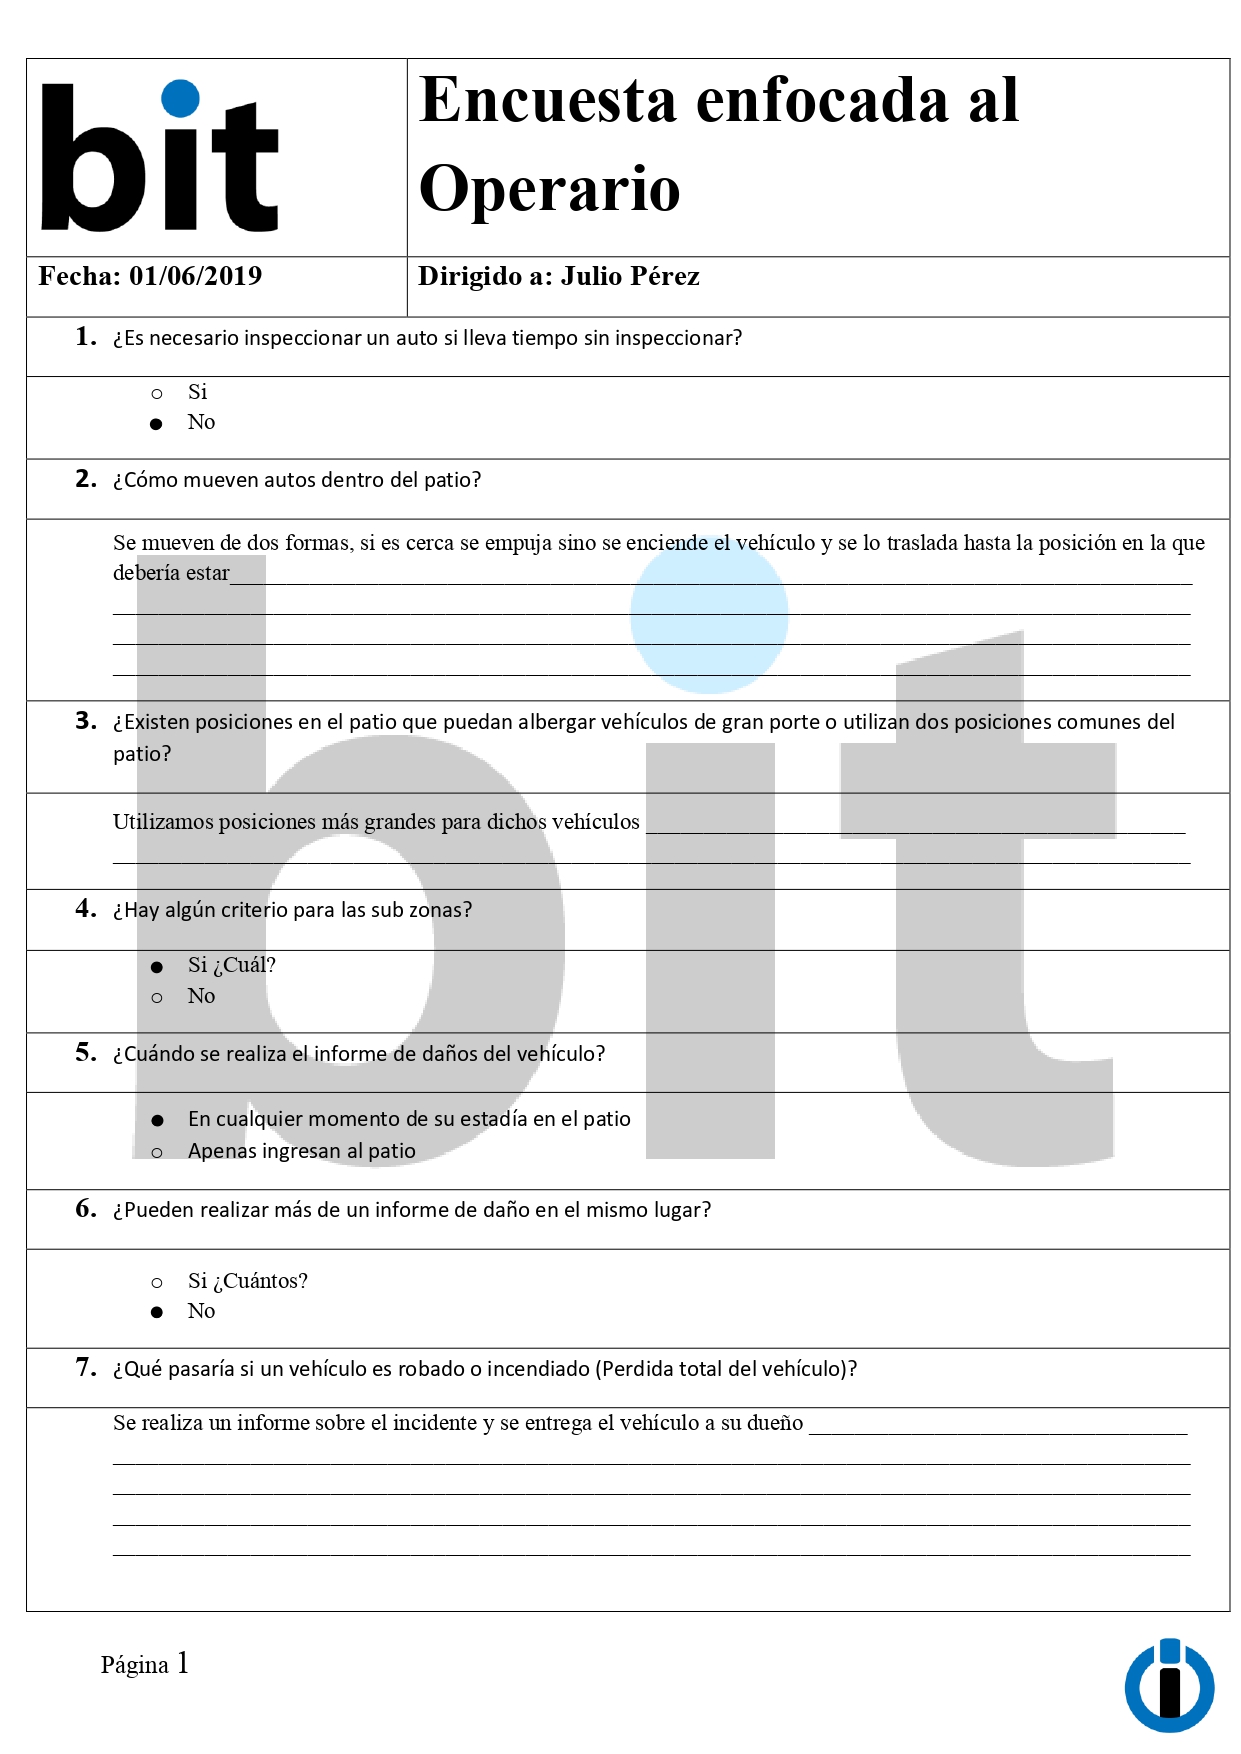 bit
Encuesta enfocada al
Operario
Fecha: 01/06/2019
Dirigido a: Julio Pérez
1. ¿Es necesario inspeccionar un auto si lleva tiempo sin inspeccionar?
○ Si
● No
2. ¿Cómo mueven autos dentro del patio?
Se mueven de dos formas, si es cerca se empuja sino se enciende el vehículo y se lo traslada hasta la posición en la que
debería estar
3. ¿Existen posiciones en el patio que puedan albergar vehículos de gran porte o utilizan dos posiciones comunes del
patio?
Utilizamos posiciones más grandes para dichos vehículos
4. ¿Hay algún criterio para las sub zonas?
● Si ¿Cuál?
○ No
5. ¿Cuándo se realiza el informe de daños del vehículo?
● En cualquier momento de su estadía en el patio
○ Apenas ingresan al patio
6. ¿Pueden realizar más de un informe de daño en el mismo lugar?
○ Si ¿Cuántos?
● No
7. ¿Qué pasaría si un vehículo es robado o incendiado (Perdida total del vehículo)?
Se realiza un informe sobre el incidente y se entrega el vehículo a su dueño
Página 1
bit